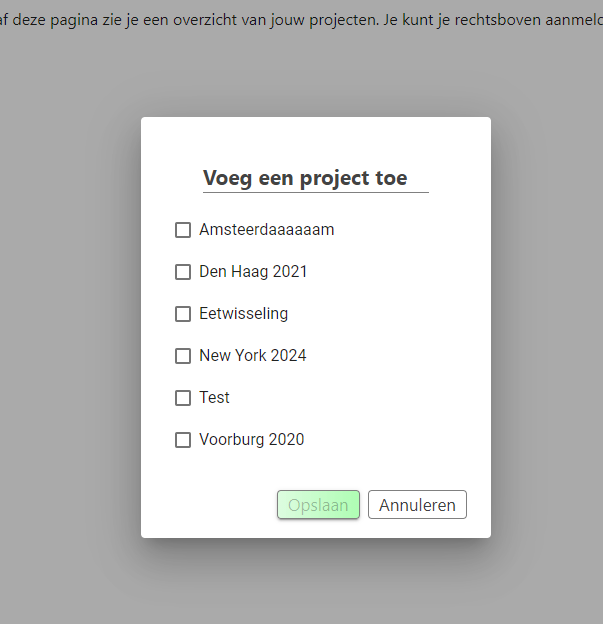 af deze pagina zie je een overzicht van jouw projecten. Je kunt je rechtsboven aanmeld
Voeg een project toe
Amsteerdaaaaaam
Den Haag 2021
Eetwisseling
New York 2024
Test
Voorburg 2020
Opslaan Annuleren